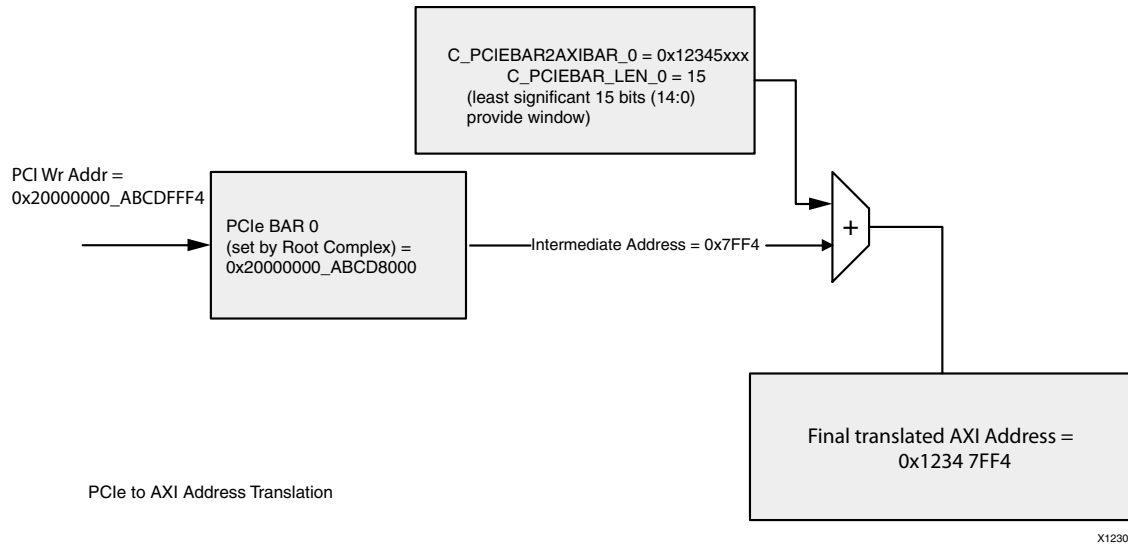 C_PCIEBAR2AXIBAR_0 = 0x12345xxx
C_PCIEBAR_LEN_0 = 15
(least significant 15 bits (14:0)
provide window)
PCI Wr Addr =
0x20000000_ABCDFFF4
PCIe BAR 0
(set by Root Complex) =
0x20000000_ABCD8000
Intermediate Address = 0x7FF4
+
Final translated AXI Address =
0x1234 7FF4
PCIe to AXI Address Translation
X1230